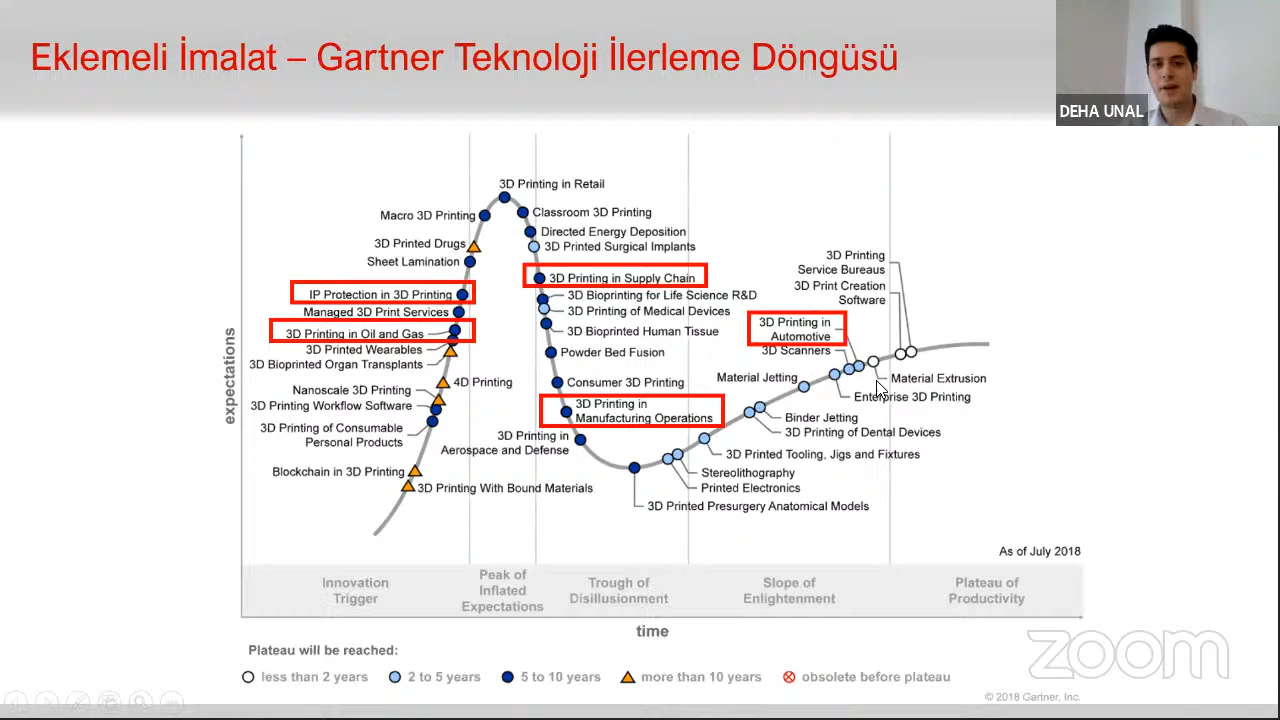 Eklemeli İmalat – Gartner Teknoloji İlerleme Döngüsü
DEHA UNAL
expectations
3D Printing in Retail
Macro 3D Printing
Classroom 3D Printing
Directed Energy Deposition
3D Printed Drugs
3D Printed Surgical Implants
Sheet Lamination
3D Printing in Supply Chain
IP Protection in 3D Printing
3D Bioprinting for Life Science R&D
Managed 3D Print Services
3D Printing of Medical Devices
3D Printing in Oil and Gas
3D Bioprinted Human Tissue
3D Printed Wearables
Powder Bed Fusion
3D Bioprinted Organ Transplants
4D Printing
Consumer 3D Printing
Nanoscale 3D Printing
3D Printing Workflow Software
3D Printing in
Manufacturing Operations
3D Printing of Consumable
Personal Products
3D Printing in
Aerospace and Defense
Blockchain in 3D Printing
3D Printing With Bound Materials
3D Printing
Service Bureaus
3D Print Creation
Software
3D Printing in
Automotive
3D Scanners
Material Jetting
Material Extrusion
Enterprise 3D Printing
Binder Jetting
3D Printing of Dental Devices
3D Printed Tooling, Jigs and Fixtures
Stereolithography
Printed Electronics
3D Printed Presurgery Anatomical Models
As of July 2018
Innovation
Trigger
Peak of
Inflated
Expectations
Trough of
Disillusionment
Slope of
Enlightenment
Plateau of
Productivity
time
Plateau will be reached:
less than 2 years
2 to 5 years
5 to 10 years
more than 10 years
obsolete before plateau
zoom
© 2018 Gartner, Inc.